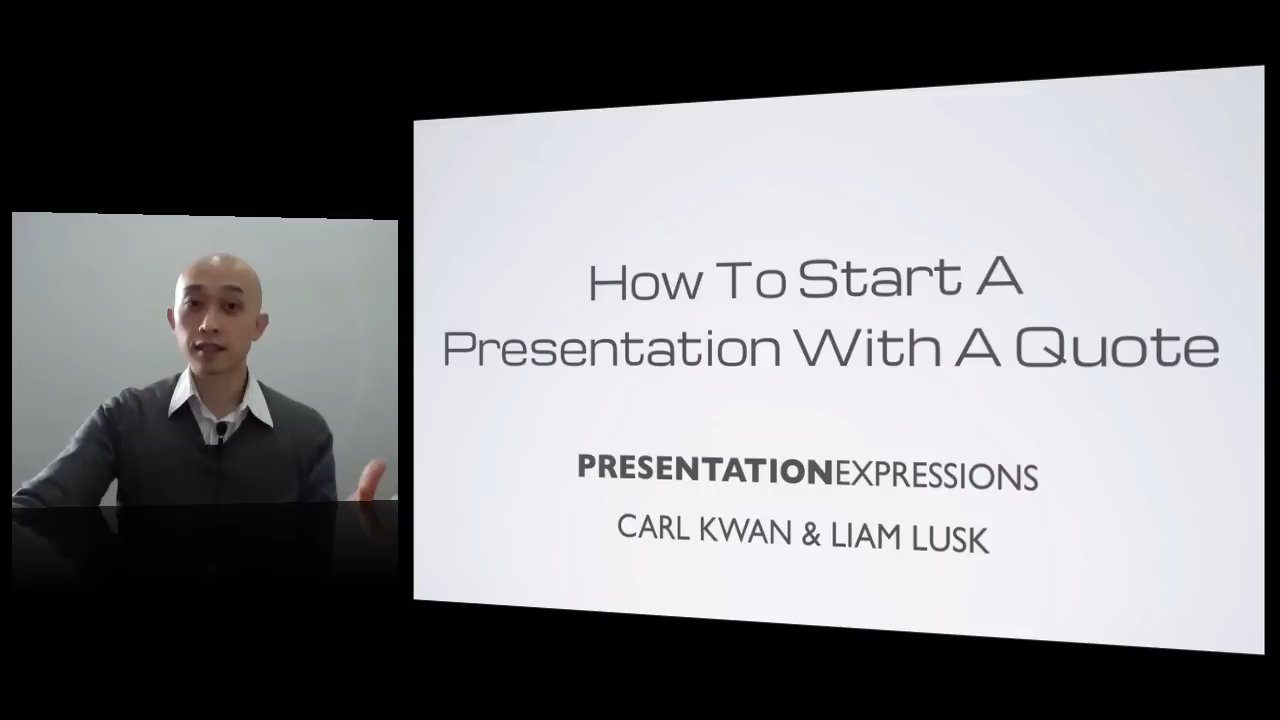 How To Start A
Presentation With A Quote
PRESENTATIONEXPRESSIONS
CARL KWAN & LIAM LUSK